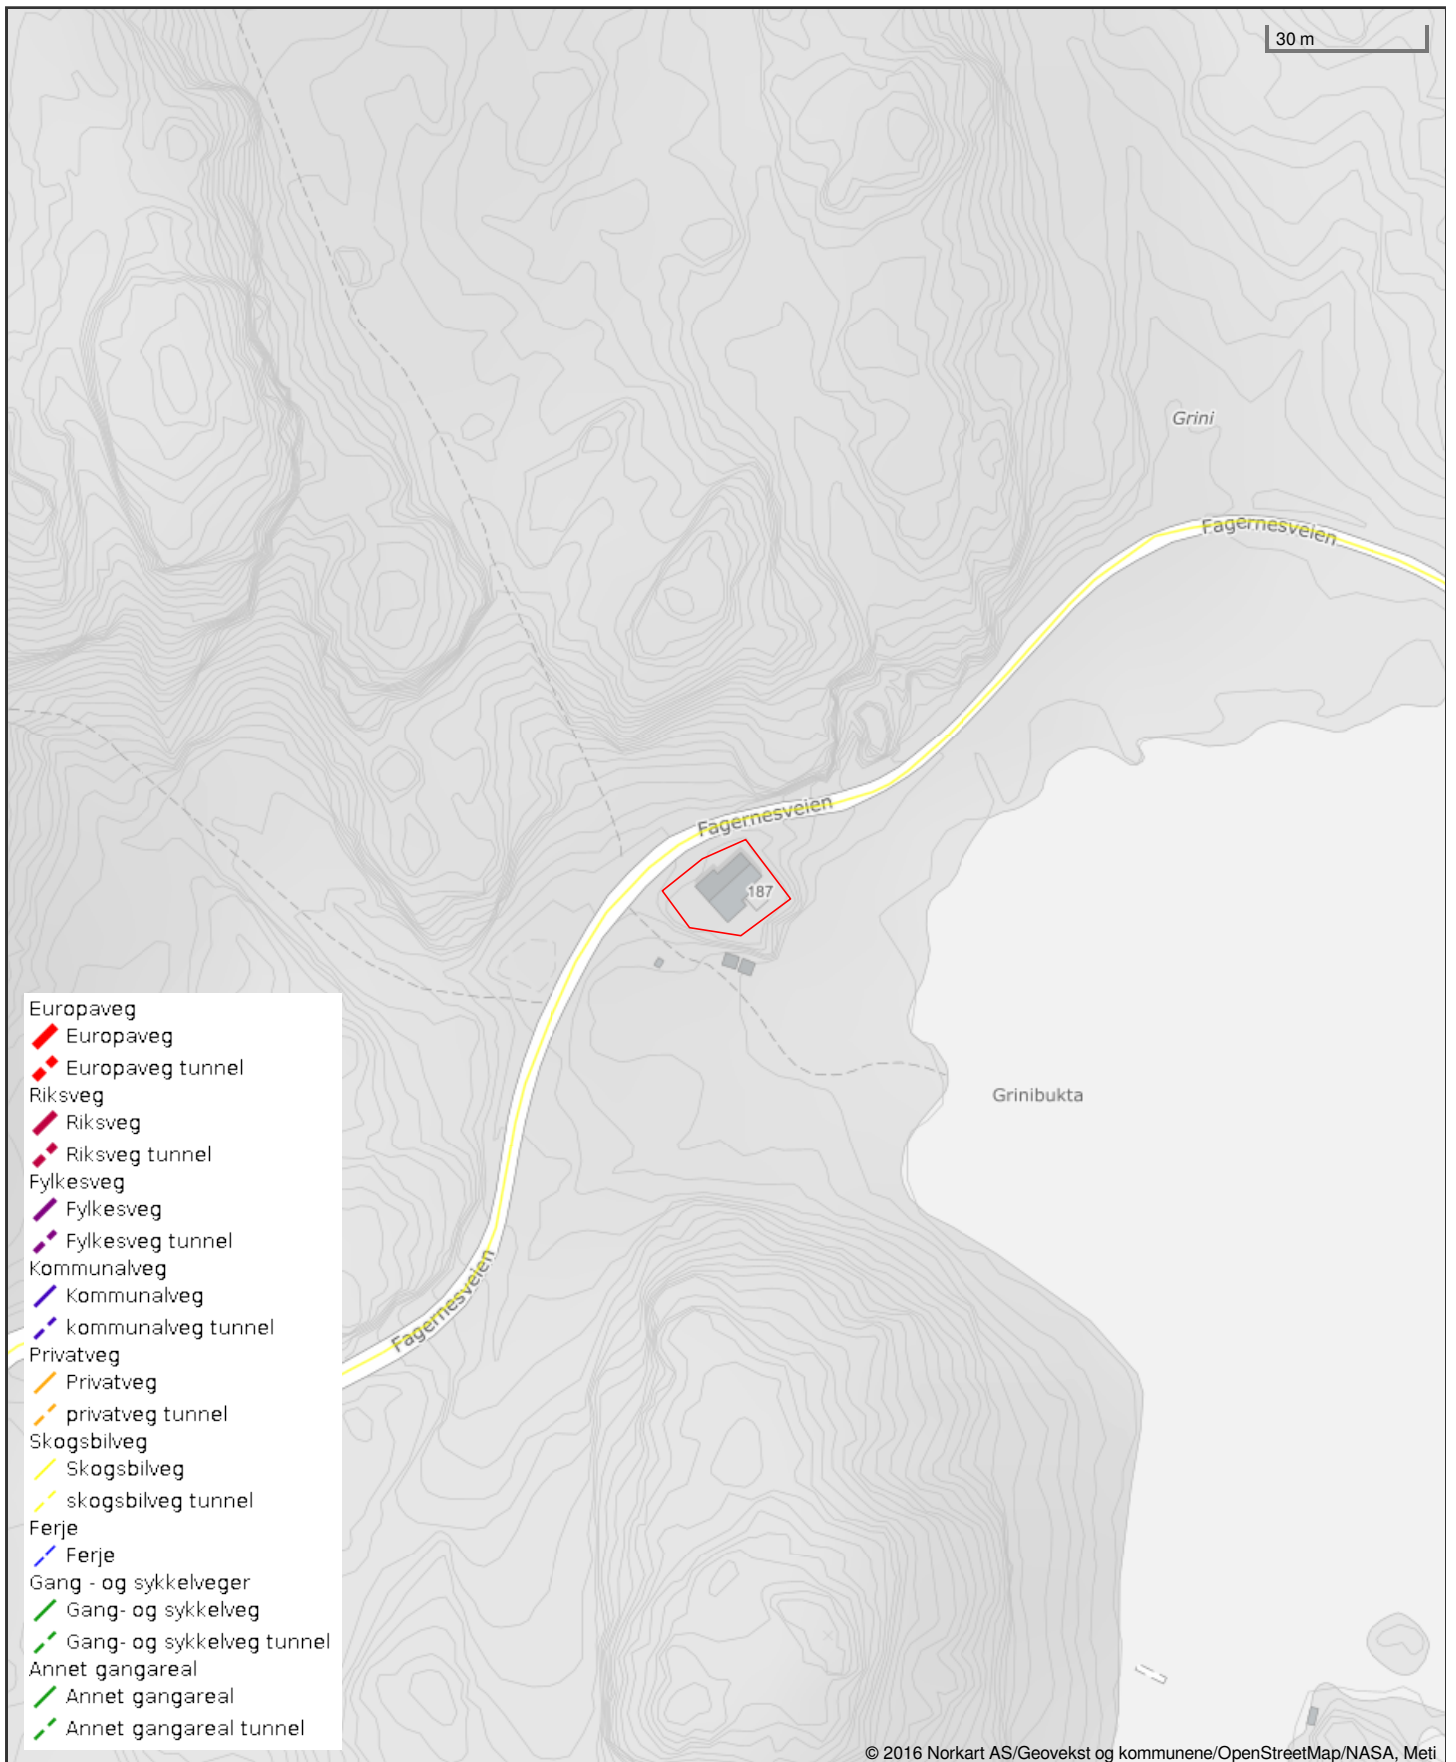 30 m
Grini
Fagernesveien
Fagernesveien
187
Grinibukta
Fagernesveien
Europaveg
Europaveg
Europaveg tunnel
Riksveg
Riksveg
Riksveg tunnel
Fylkesveg
Fylkesveg
Fylkesveg tunnel
Kommunalveg
Kommunalveg
kommunalveg tunnel
Privatveg
Privatveg
privatveg tunnel
Skogsbilveg
Skogsbilveg
skogsbilveg tunnel
Ferje
Ferje
Gang - og sykkelveger
Gang- og sykkelveg
Gang- og sykkelveg tunnel
Annet gangareal
Annet gangareal
Annet gangareal tunnel
© 2016 Norkart AS/Geovekst og kommunene/OpenStreetMap/NASA, Meti